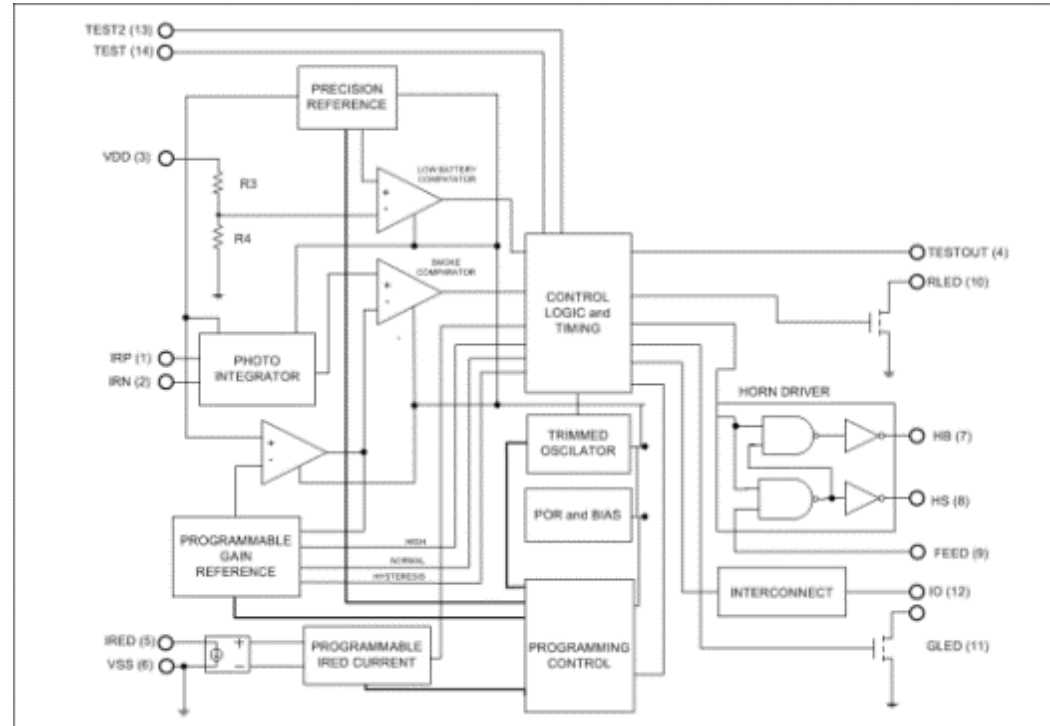 TEST2 (13)
TEST (14)
PRECISION
REFERENCE
VDD (3)
R3
LOW BATTERY
COMPATATOR
+
-
R4
SMOKE
COMPHRATOR
+
-
TESTOUT (4)
RLED (10)
CONTROL
LOGIC and
TIMING
IRP (1)
IRN (2)
PHOTO
INTEGRATOR
HORN DRIVER
+
-
TRIMMED
OSCILATOR
HB (7)
HS (8)
POR and BIAS
PROGRAMMABLE
GAIN
REFERENCE
HIGH
NORMAL
HYSTERESIS
FEED (9)
INTERCONNECT
IO (12)
IRED (5)
VSS (6)
+
-
PROGRAMMABLE
IRED CURRENT
PROGRAMMING
CONTROL
GLED (11)